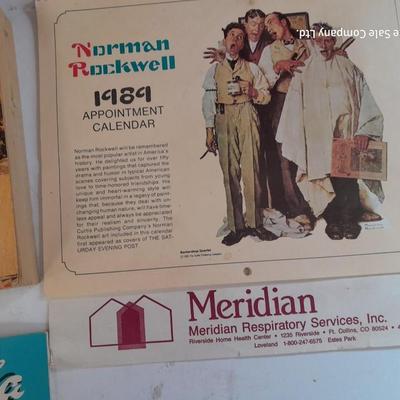 e Sale Company Ltd.
Norman
Rockwell
1989
APPOINTMENT
CALENDAR
Norman Rockwell will be remembered
as the most popular artist in America's
history. He delighted us for over fifty
years with paintings that captured the
drama and humor in typical American
scenes covering subjects from young
love to time-honored friendships. His
unique and heart-warming style will
keep him immortal in a legacy of paint-
ings that, because they deal with un-
changing human nature, will have time-
less appeal and always be appreciated
for their realism and sincerity. The
Curtis Publishing Company's Norman
Rockwell art included in this calendar
first appeared as covers of THE SAT-
URDAY EVENING POST.
Barbershop Quartet
Meridian
Meridian Respiratory Services, Inc.
Riverside Home Health Center • 1235 Riverside • Ft. Collins, CO 80524 • 4
Loveland 1-800-247-6575 Estes Park